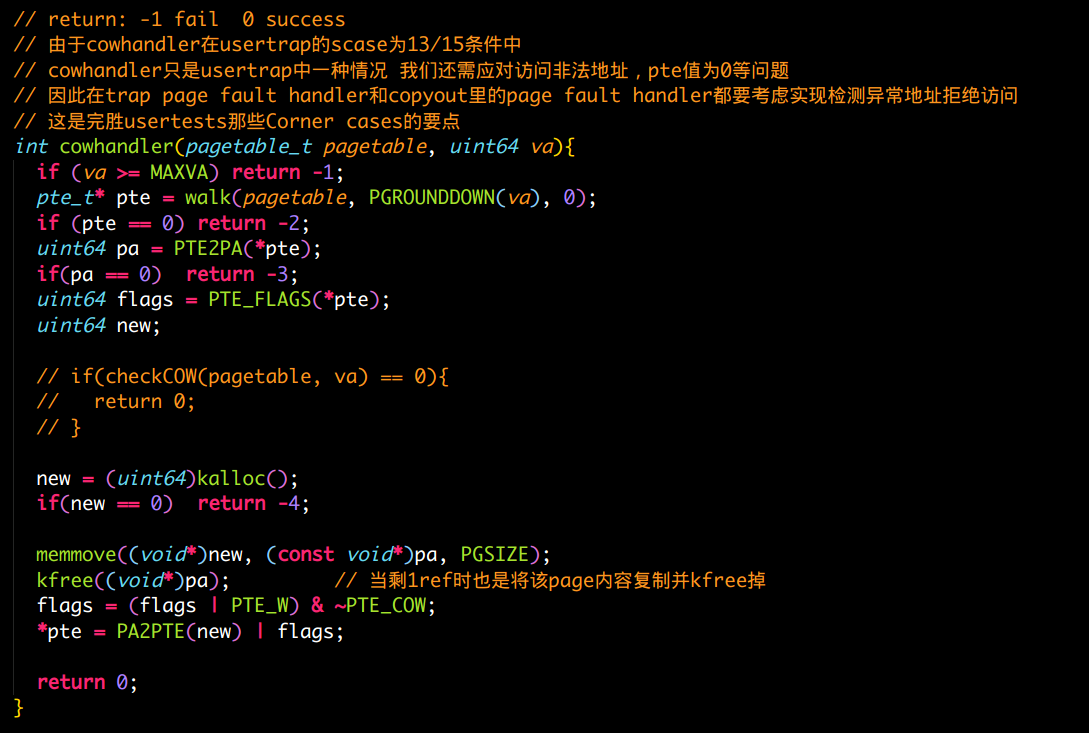 // return: -1 fail  0 success
// 由于cowhandler在usertrap的scase为13/15条件中
// cowhandler只是usertrap中一种情况 我们还需应对访问非法地址，pte值为0等问题
// 因此在trap page fault handler和copyout里的page fault handler都要考虑实现检测异常地址拒绝访问
// 这是完胜usertests那些Corner cases的要点
int cowhandler(pagetable_t pagetable, uint64 va){
  if (va >= MAXVA) return -1;
  pte_t* pte = walk(pagetable, PGROUNDDOWN(va), 0);
  if (pte == 0) return -2;
  uint64 pa = PTE2PA(*pte);
  if(pa == 0)  return -3;
  uint64 flags = PTE_FLAGS(*pte);
  uint64 new;
  // if(checkCOW(pagetable, va) == 0){
  //   return 0;
  // }
  new = (uint64)kalloc();
  if(new == 0)  return -4;
  memmove((void*)new, (const void*)pa, PGSIZE);
  kfree((void*)pa);         // 当剩1ref时也是将该page内容复制并kfree掉
  flags = (flags | PTE_W) & ~PTE_COW;
  *pte = PA2PTE(new) | flags;
  return 0;
}